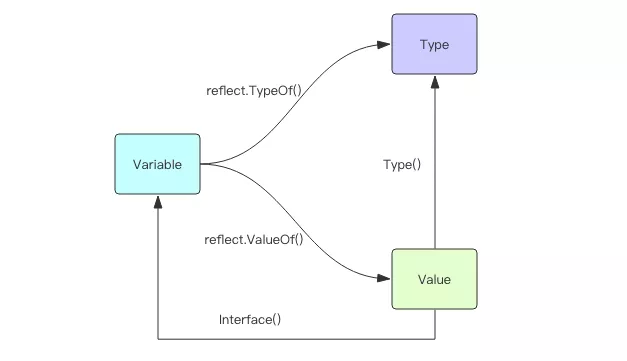 Type
reflect.TypeOf()
Variable
Type()
reflect.ValueOf()
Value
Interface()